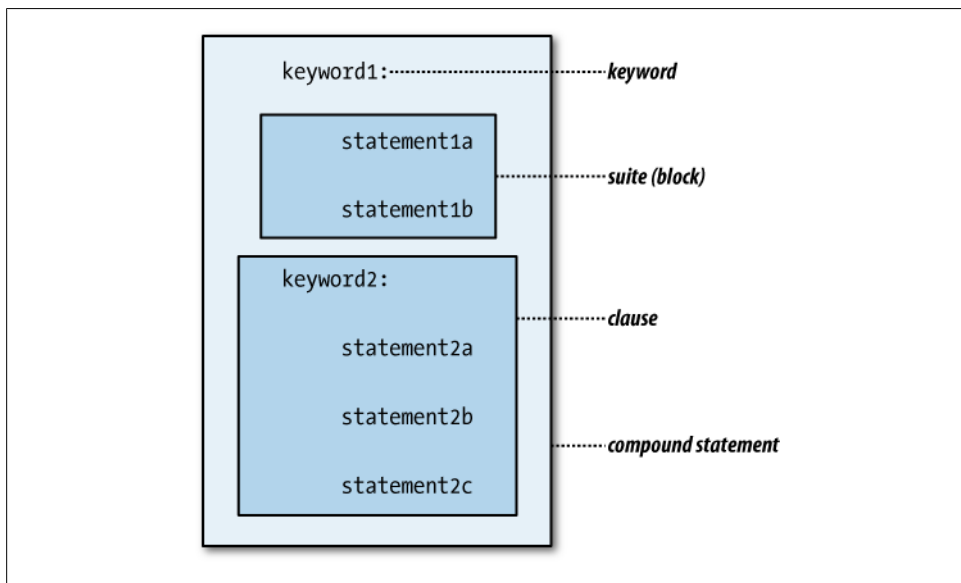 keyword1: keyword
statement1a
suite (block)
statement1b
keyword2:
clause
statement2a
statement2b
compound statement
statement2c